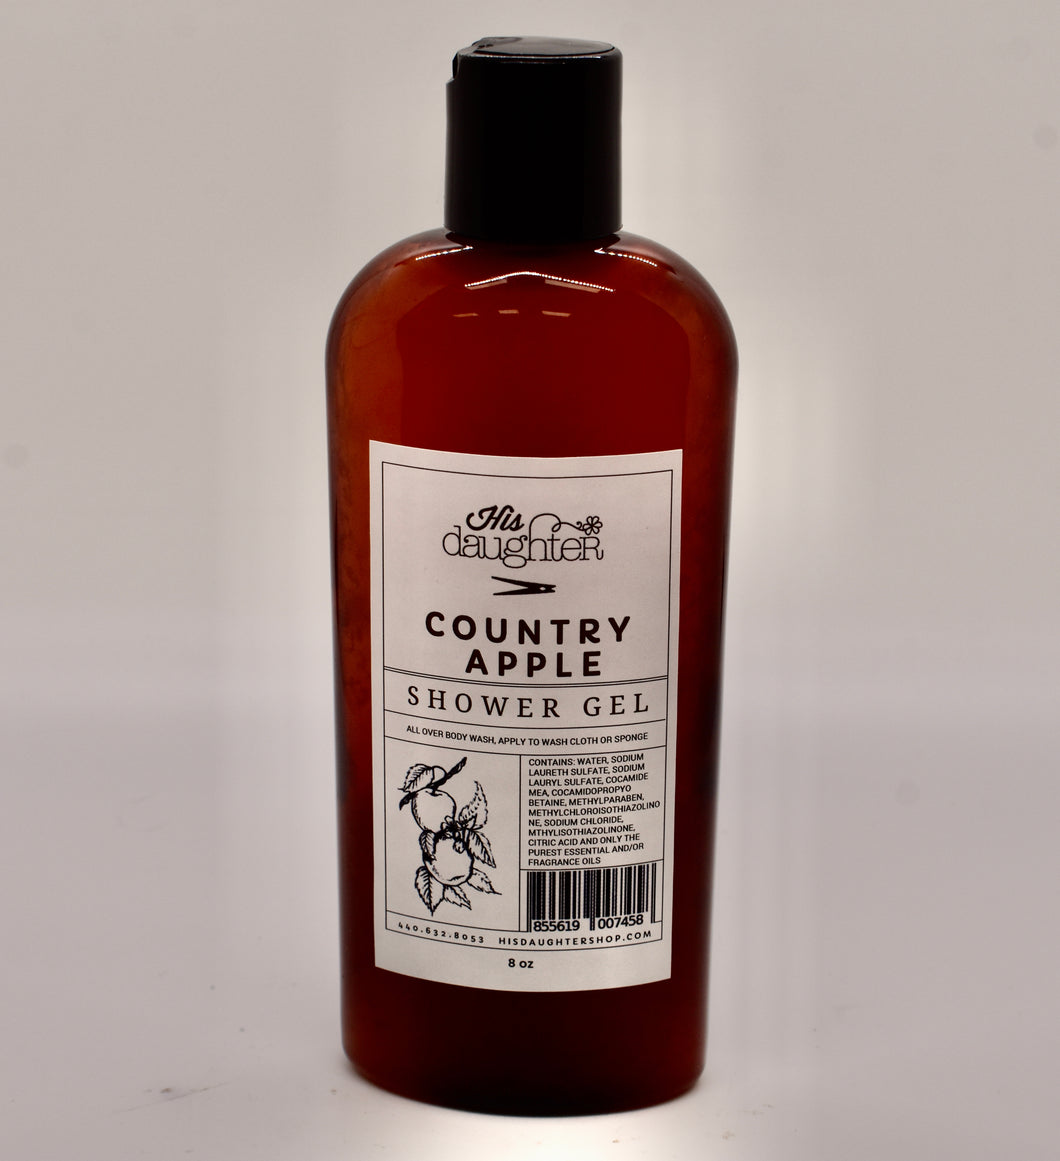 His
daughter
COUNTRY
APPLE
SHOWER GEL
ALL OVER BODY WASH, APPLY TO WASH CLOTH OR SPONGE
CONTAINS: WATER, SODIUM
LAURETH SULFATE, SODIUM
LAURYL SULFATE, COCAMIDE
MEA, COCAMIDOPROPYO
BETAINE, METHYLPARABEN,
METHYLCHLOROISOTHIAZOLINO
NE, SODIUM CHLORIDE,
MTHYLISOTHIAZOLINONE,
CITRIC ACID AND ONLY THE
PUREST ESSENTIAL AND/OR
FRAGRANCE OILS
855619 007458
440.632.8053 HISDAUGHTERSHOP.COM
8 oz